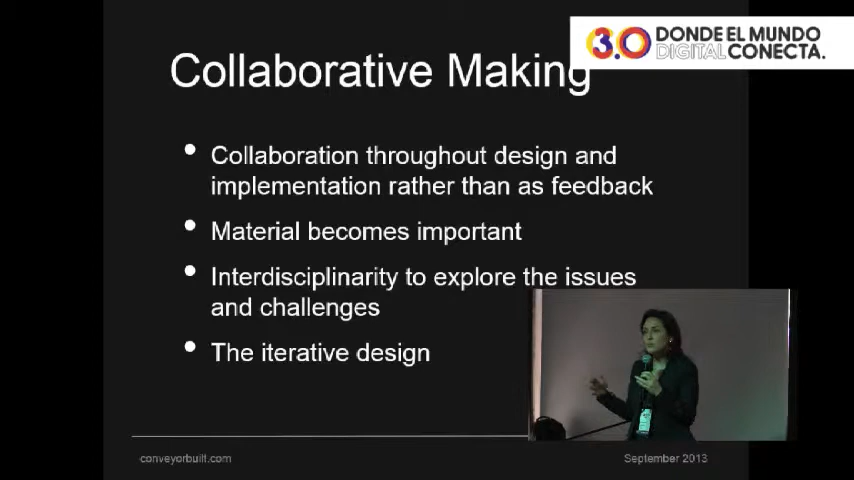 3.0 DONDE EL MUNDO
DIGITAL CONECTA.
Collaborative Making
• Collaboration throughout design and
implementation rather than as feedback
• Material becomes important
• Interdisciplinarity to explore the issues
and challenges
• The iterative design
conveyorbuilt.com
September 2013